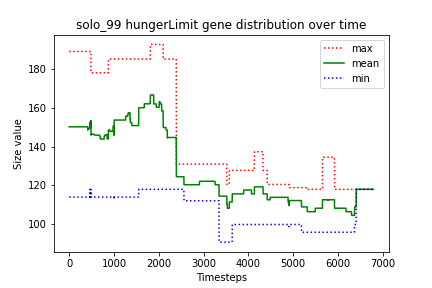 solo_99 hungerLimit gene distribution over time
max
mean
min
Size value
180
160
140
120
100
0 1000 2000 3000 4000 5000 6000 7000
Timesteps